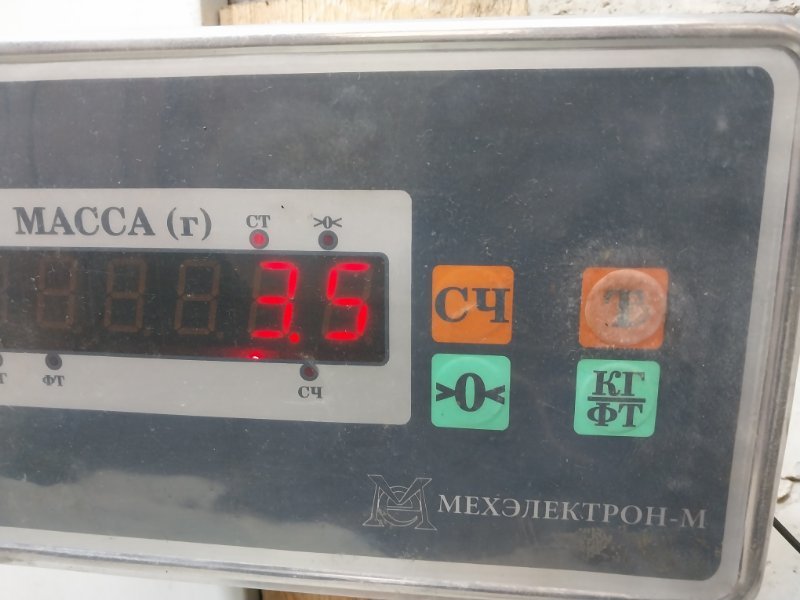 МАССА (г)
СТ
>0<
3.5
ФТ
СЧ
СЧ
Т
>0<
КГ
ФТ
МЕХЭЛЕКТРОН-М